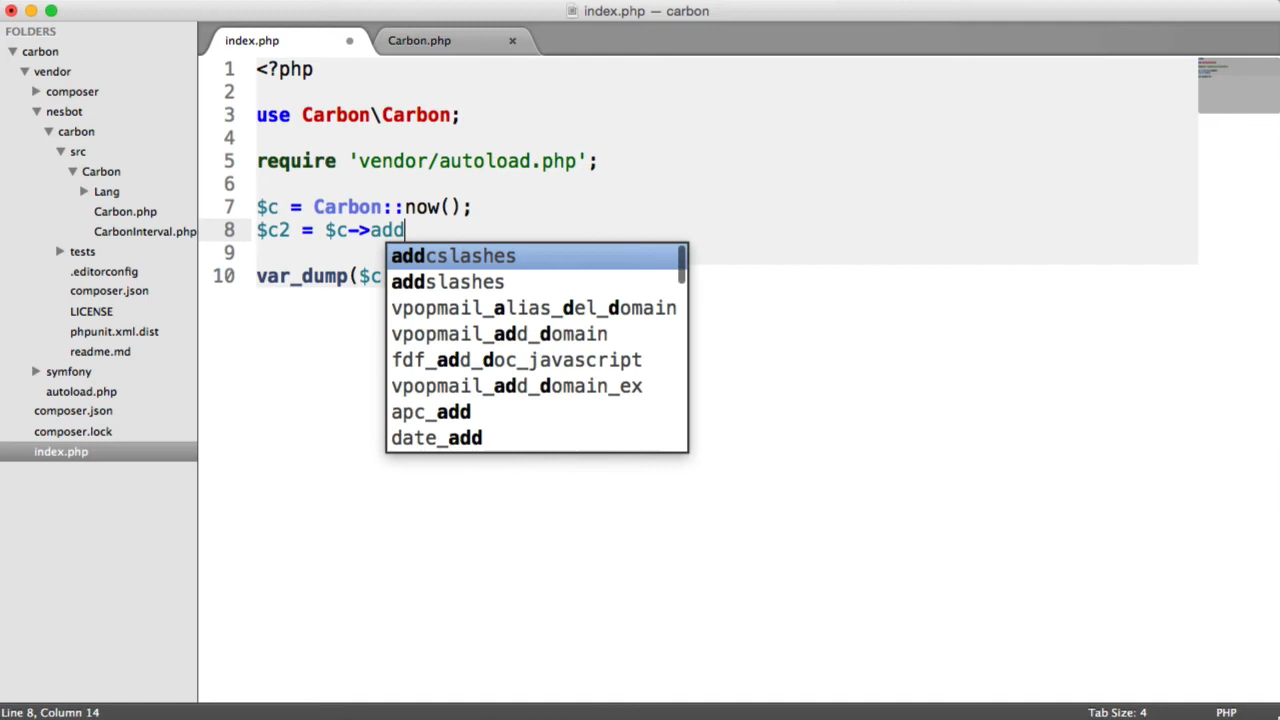 index.php — carbon
FOLDERS
carbon
vendor
composer
nesbot
carbon
src
Carbon
Lang
Carbon.php
CarbonInterval.php
tests
.editorconfig
composer.json
LICENSE
phpunit.xml.dist
readme.md
symfony
autoload.php
composer.json
composer.lock
index.php
index.php
Carbon.php
1 <?php
2
3 use Carbon\Carbon;
4
5 require 'vendor/autoload.php';
6
7 $c = Carbon::now();
8 $c2 = $c->add
9
10 var_dump($c
addcslashes
addslashes
vpopmail_alias_del_domain
vpopmail_add_domain
fdf_add_doc_javascript
vpopmail_add_domain_ex
apc_add
date_add
Line 8, Column 14
Tab Size: 4
PHP